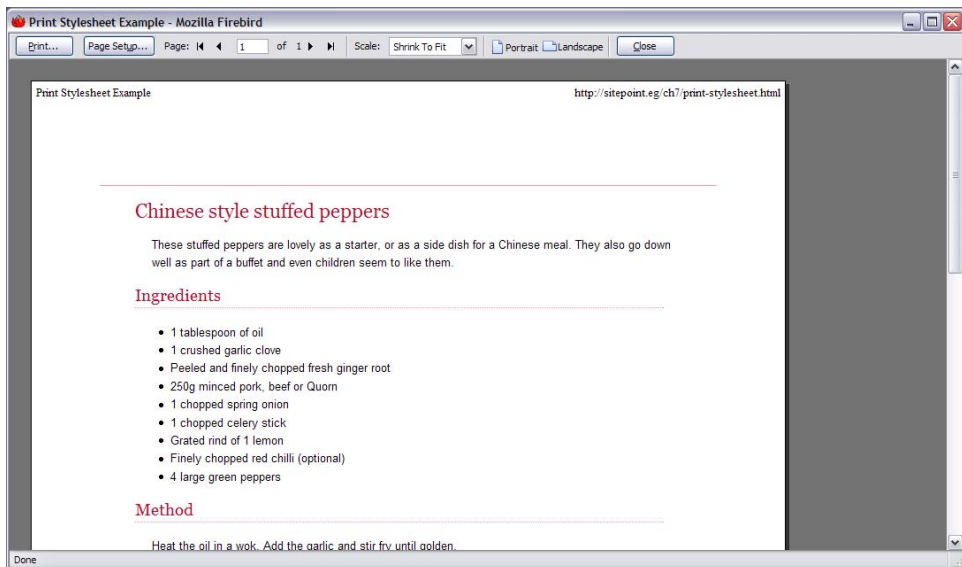 Print Stylesheet Example - Mozilla Firebird
Print... Page Setup... Page: 1 of 1 Scale: Shrink To Fit Portrait Landscape Close
Print Stylesheet Example http://sitepoint.eg/ch7/print-stylesheet.html
Chinese style stuffed peppers
These stuffed peppers are lovely as a starter, or as a side dish for a Chinese meal. They also go down
well as part of a buffet and even children seem to like them.
Ingredients
• 1 tablespoon of oil
• 1 crushed garlic clove
• Peeled and finely chopped fresh ginger root
• 250g minced pork, beef or Quorn
• 1 chopped spring onion
• 1 chopped celery stick
• Grated rind of 1 lemon
• Finely chopped red chilli (optional)
• 4 large green peppers
Method
Heat the oil in a wok. Add the garlic and stir fry until golden.
Done